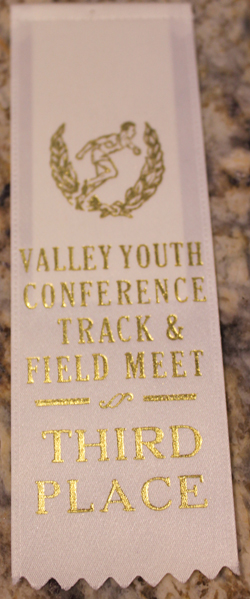 VALLEY YOUTH
CONFERENCE
TRACK &
FIELD MEET
THIRD
PLACE